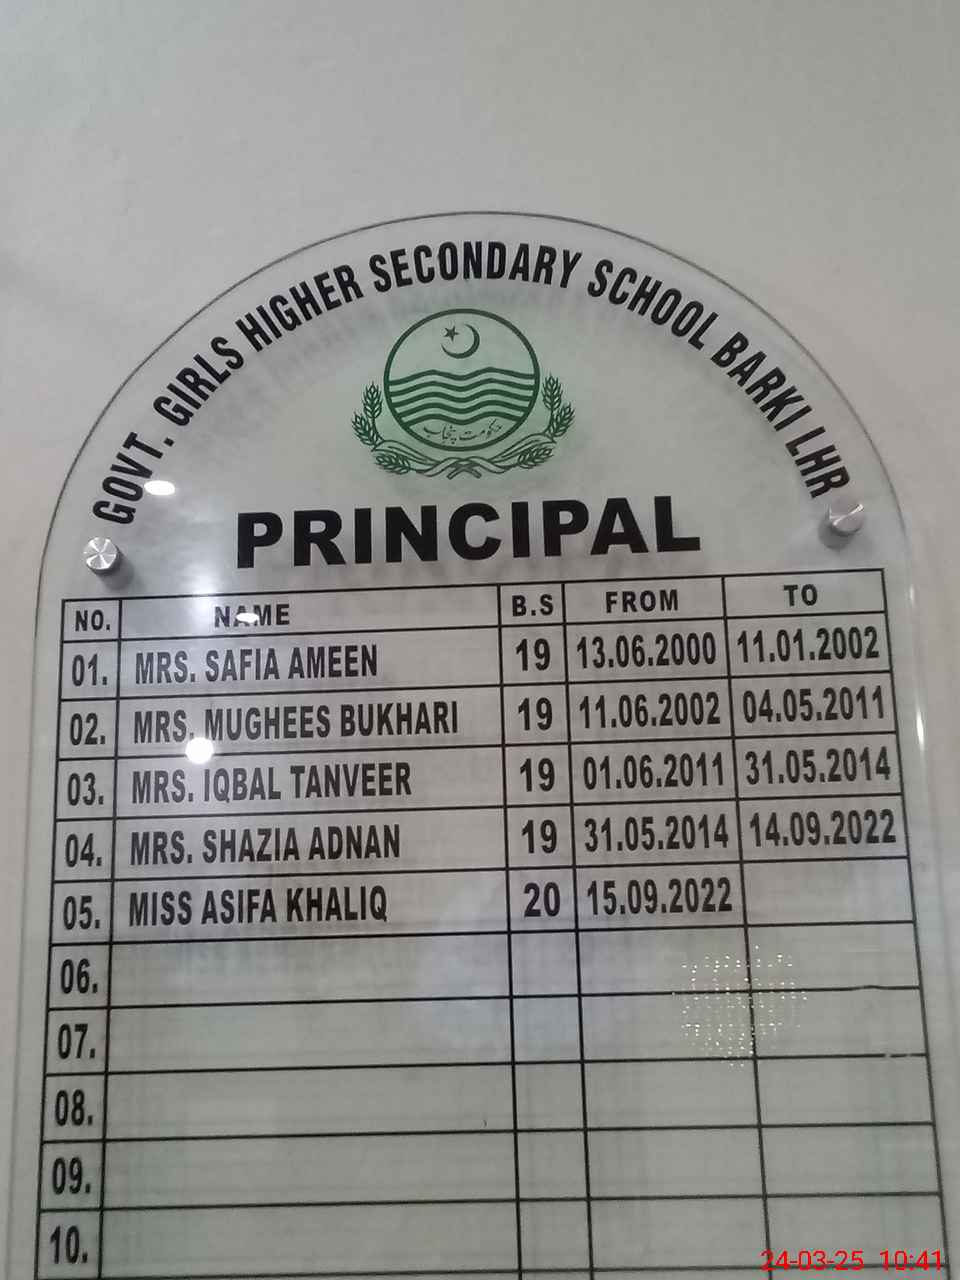 GOVT. GIRLS HIGHER SECONDARY SCHOOL BARKI LHR
حکومت پنجاب
PRINCIPAL
NO. NAME B.S FROM TO
01. MRS. SAFIA AMEEN 19 13.06.2000 11.01.2002
02. MRS. MUGHEES BUKHARI 19 11.06.2002 04.05.2011
03. MRS. IQBAL TANVEER 19 01.06.2011 31.05.2014
04. MRS. SHAZIA ADNAN 19 31.05.2014 14.09.2022
05. MISS ASIFA KHALIQ 20 15.09.2022
06.
07.
08.
09.
10.
24-03-25 10:41